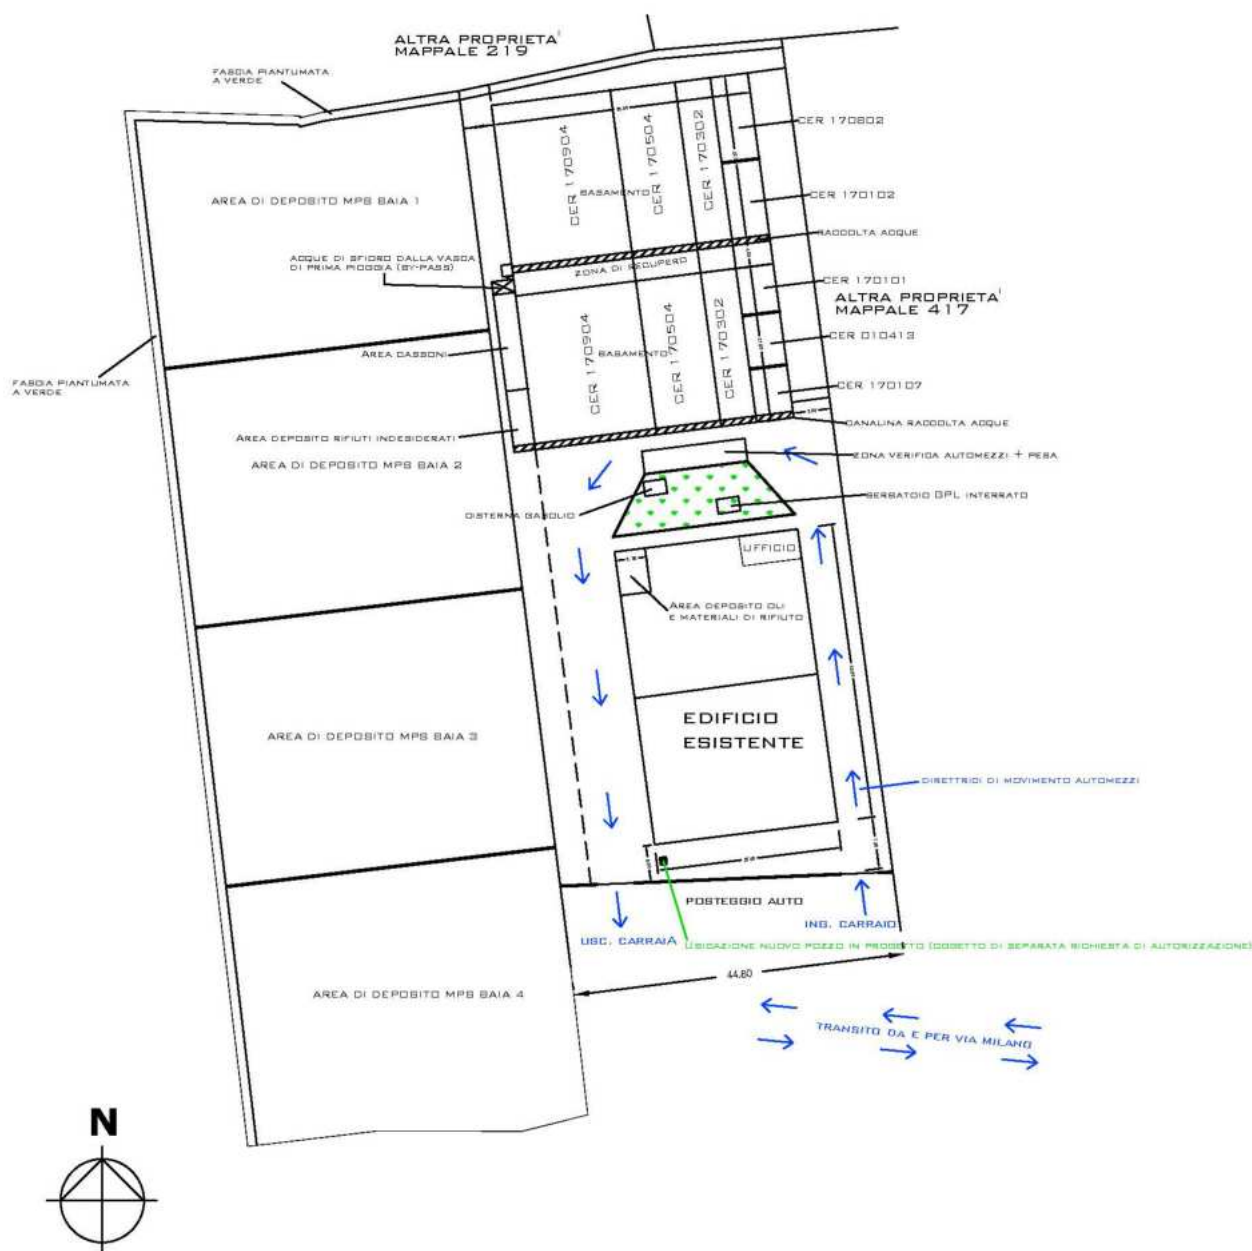 ALTRA PROPRIETA'
MAPPALE 219
FASCIA PIANTUMATA
A VERDE
CER 170904
CER 170504
CER 170302
BASAMENTO
CER 170802
CER 170102
RACCOLTA ACQUE
AREA DI DEPOSITO MPS BAIA 1
ACQUE DI SFIORO DALLA VASCA
DI PRIMA PIOGGIA (BY-PASS)
ZONA DI RECUPERO
CER 170101
ALTRA PROPRIETA'
MAPPALE 417
CER 170904
CER 170504
CER 170302
BASAMENTO
CER 010413
AREA CASSONI
FASCIA PIANTUMATA
A VERDE
CER 170107
CANALINA RACCOLTA ACQUE
AREA DEPOSITO RIFIUTI INDESIDERATI
AREA DI DEPOSITO MPS BAIA 2
ZONA VERIFICA AUTOMEZZI + PESA
SERBATOIO GPL INTERRATO
CISTERNA GASOLIO
UFFICIO
AREA DEPOSITO OLI
E MATERIALI DI RIFIUTO
EDIFICIO
ESISTENTE
AREA DI DEPOSITO MPS BAIA 3
DIRETTRICI DI MOVIMENTO AUTOMEZZI
POSTEGGIO AUTO
ING. CARRAIO
USC. CARRAIA
UBICAZIONE NUOVO POZZO IN PROGETTO (OGGETTO DI SEPARATA RICHIESTA DI AUTORIZZAZIONE)
44.80
AREA DI DEPOSITO MPS BAIA 4
TRANSITO DA E PER VIA MILANO
N